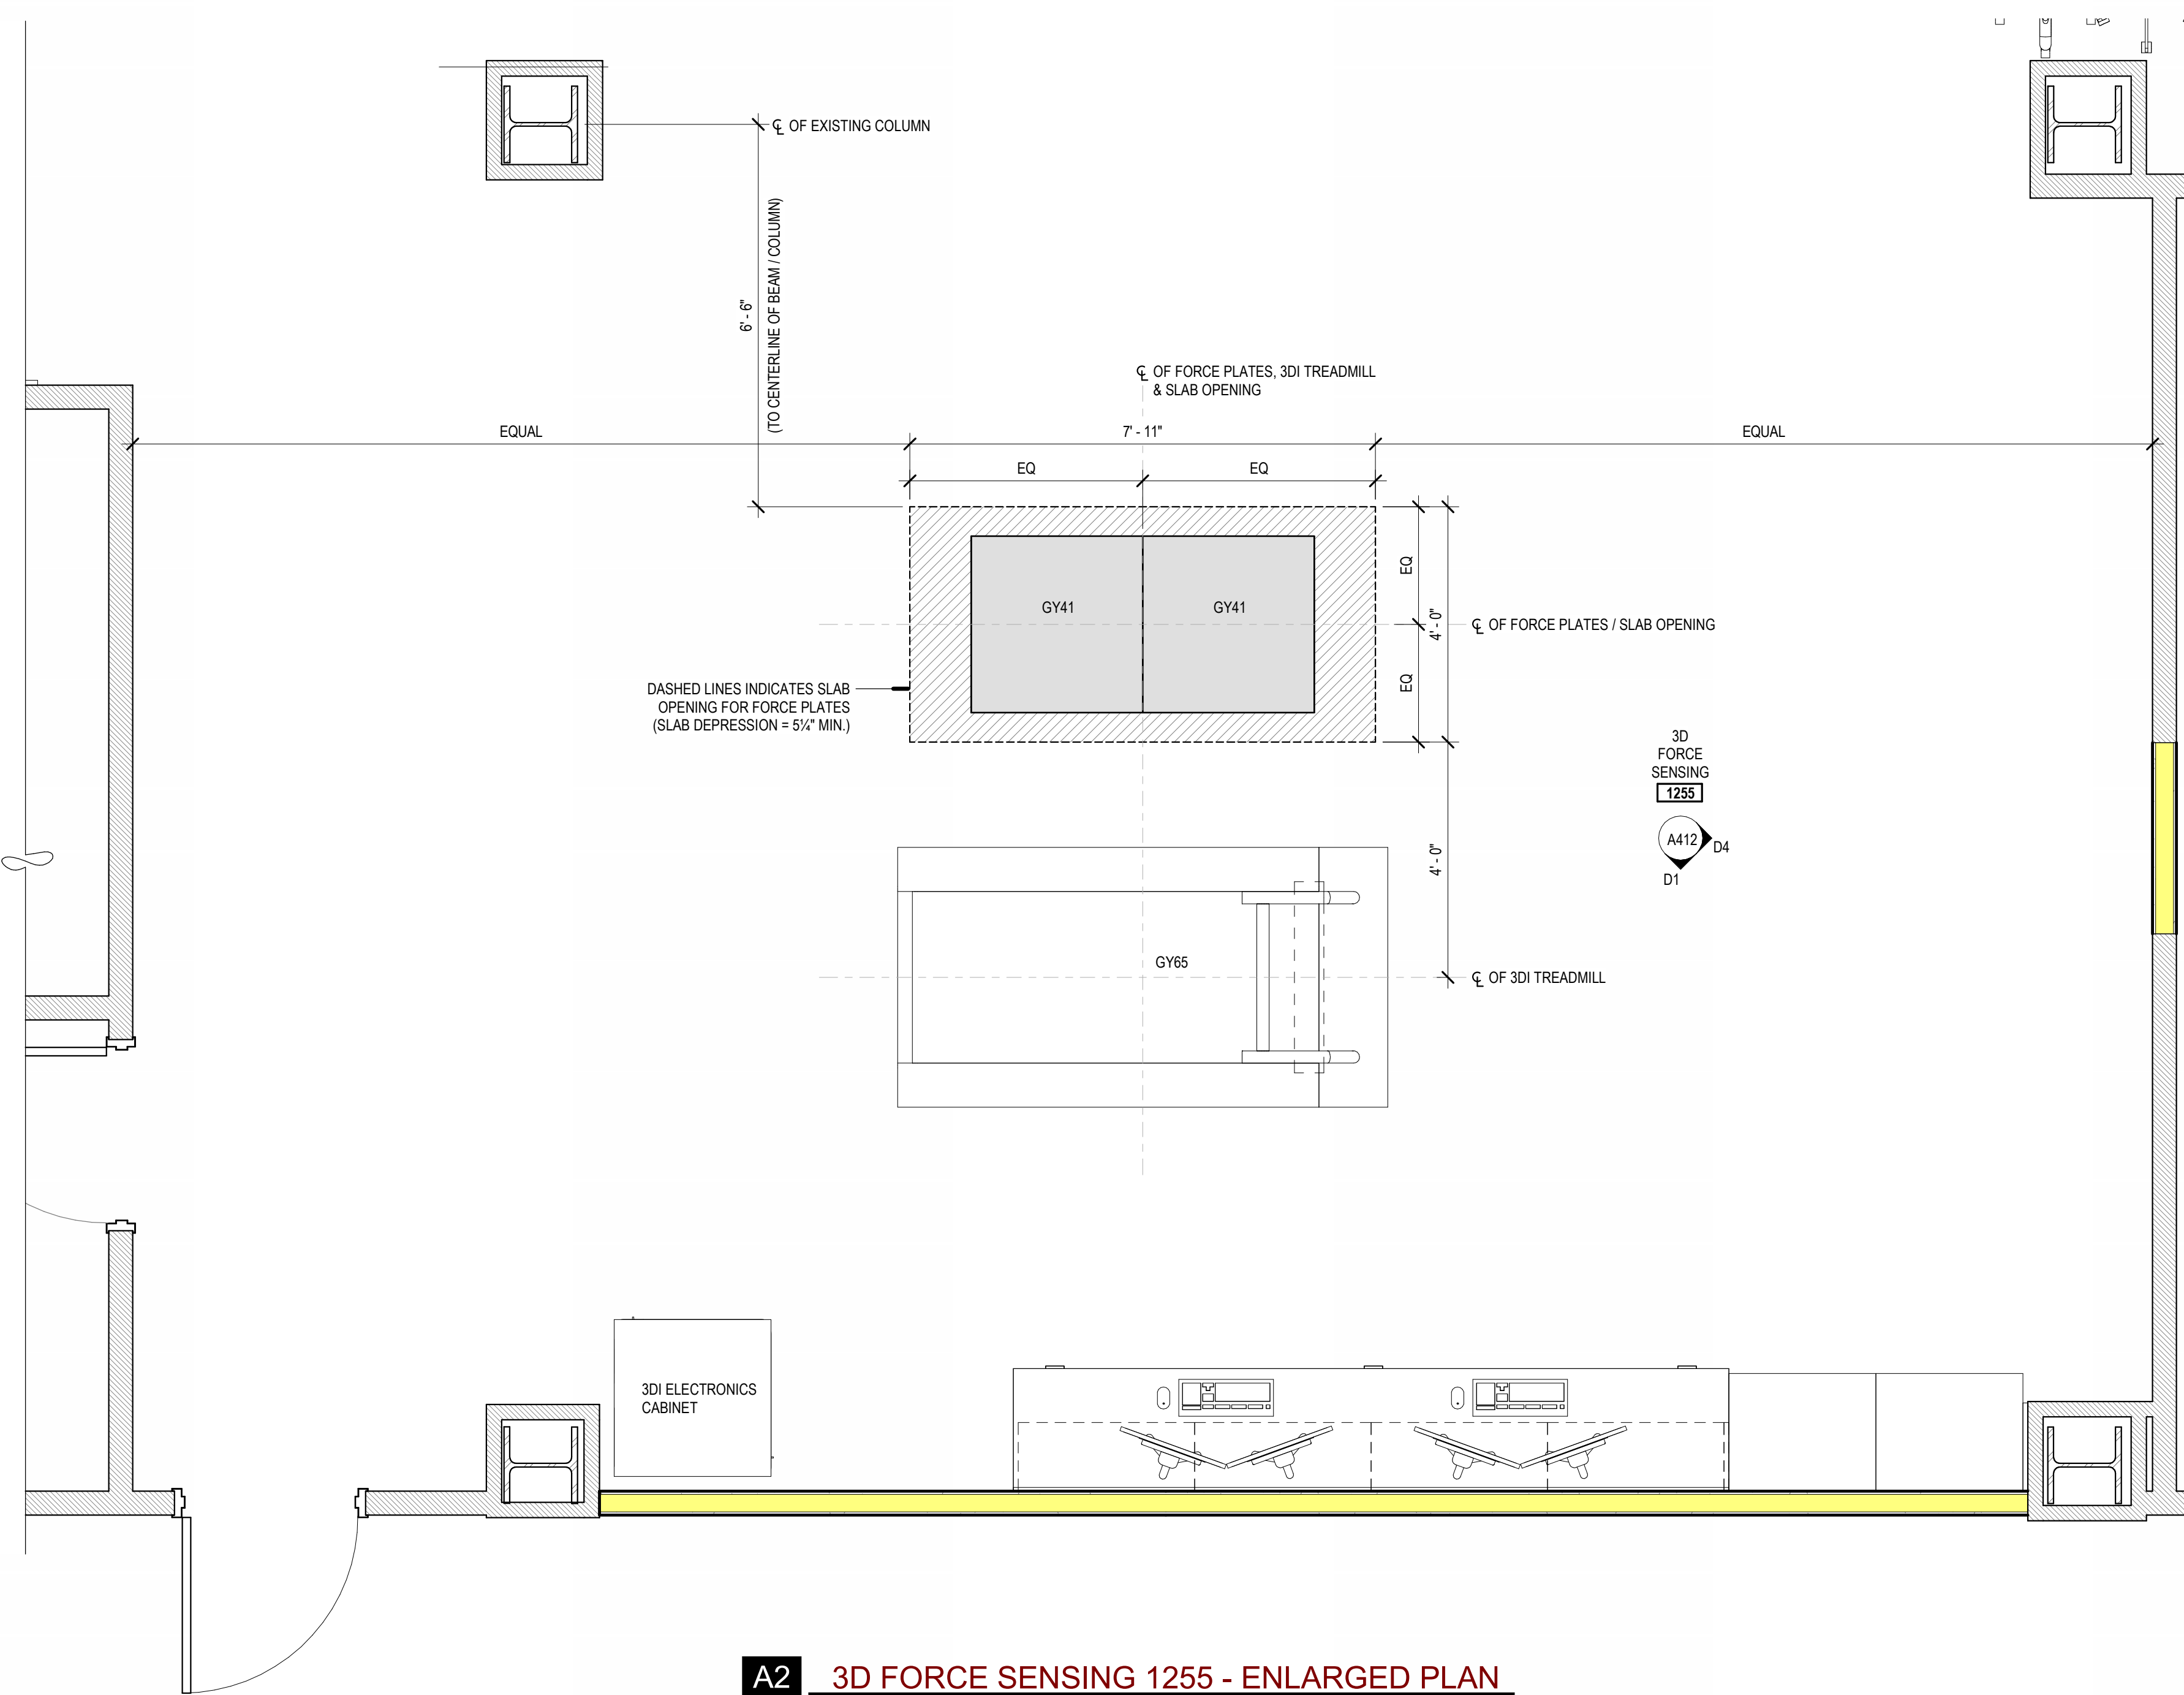 ℄ OF EXISTING COLUMN
6' - 6"
(TO CENTERLINE OF BEAM / COLUMN)
℄ OF FORCE PLATES, 3DI TREADMILL
& SLAB OPENING
EQUAL
7' - 11"
EQUAL
EQ
EQ
GY41
GY41
EQ
EQ
4' - 0"
℄ OF FORCE PLATES / SLAB OPENING
DASHED LINES INDICATES SLAB
OPENING FOR FORCE PLATES
(SLAB DEPRESSION = 5¼" MIN.)
3D
FORCE
SENSING
1255
A412
D4
D1
4' - 0"
GY65
℄ OF 3DI TREADMILL
3DI ELECTRONICS
CABINET
A2 3D FORCE SENSING 1255 - ENLARGED PLAN